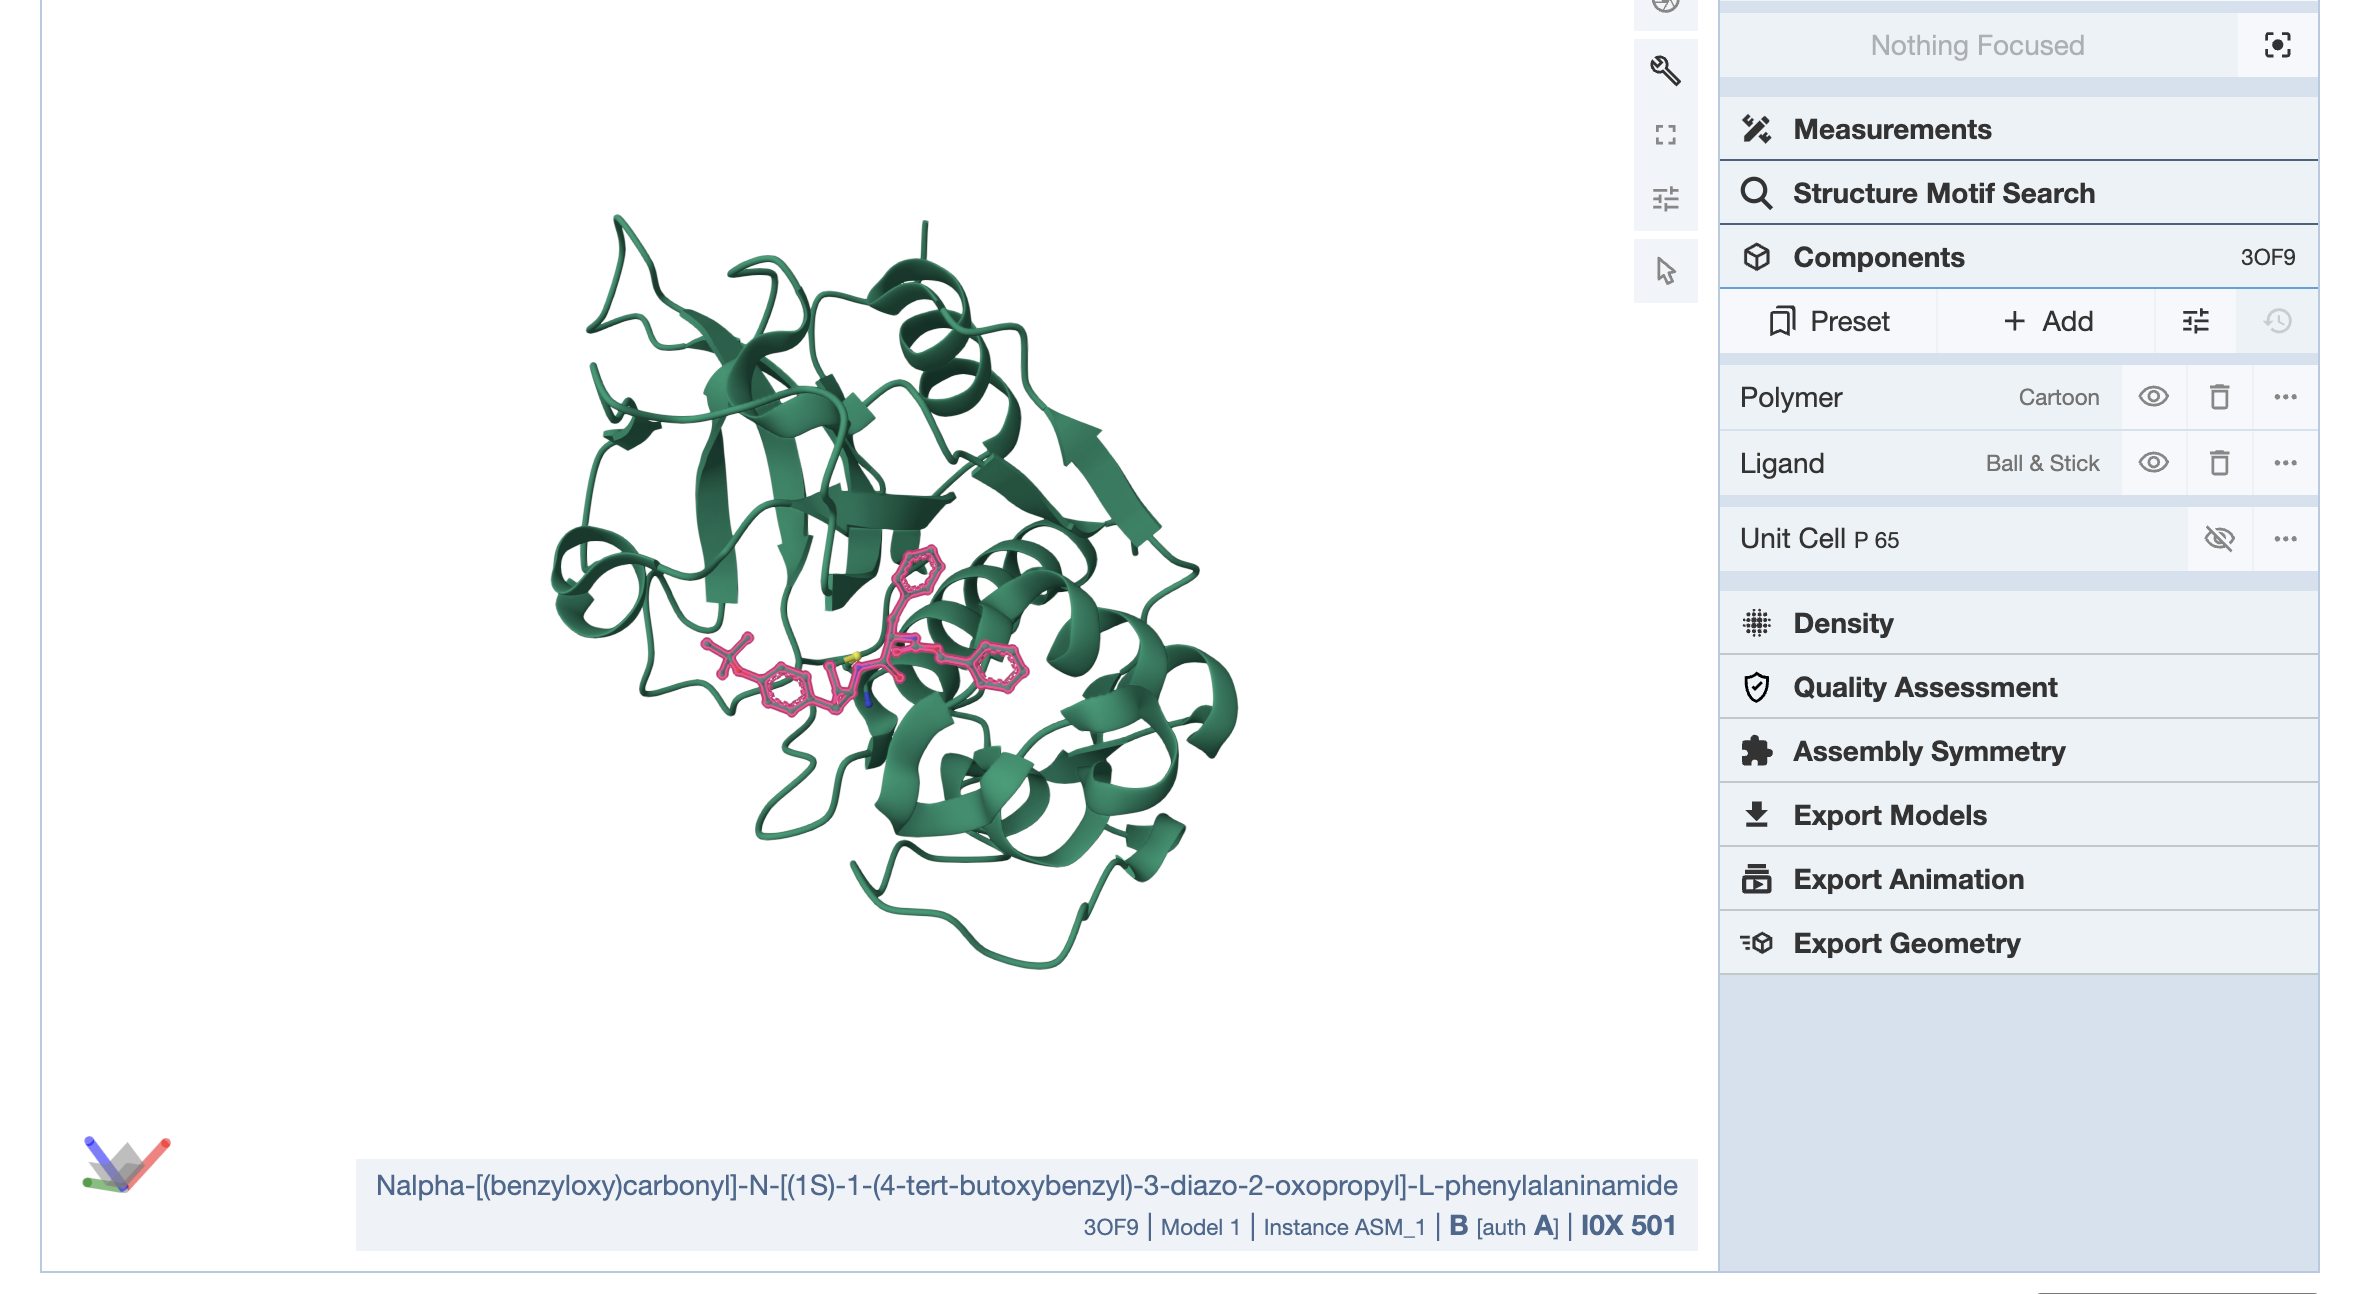 Nothing Focused
Measurements
Structure Motif Search
Components 3OF9
Preset + Add
Polymer Cartoon
Ligand Ball & Stick
Unit Cell P 65
Density
Quality Assessment
Assembly Symmetry
Export Models
Export Animation
Export Geometry
Nalpha-[(benzyloxy)carbonyl]-N-[(1S)-1-(4-tert-butoxybenzyl)-3-diazo-2-oxopropyl]-L-phenylalaninamide
3OF9 | Model 1 | Instance ASM_1 | B [auth A] | I0X 501